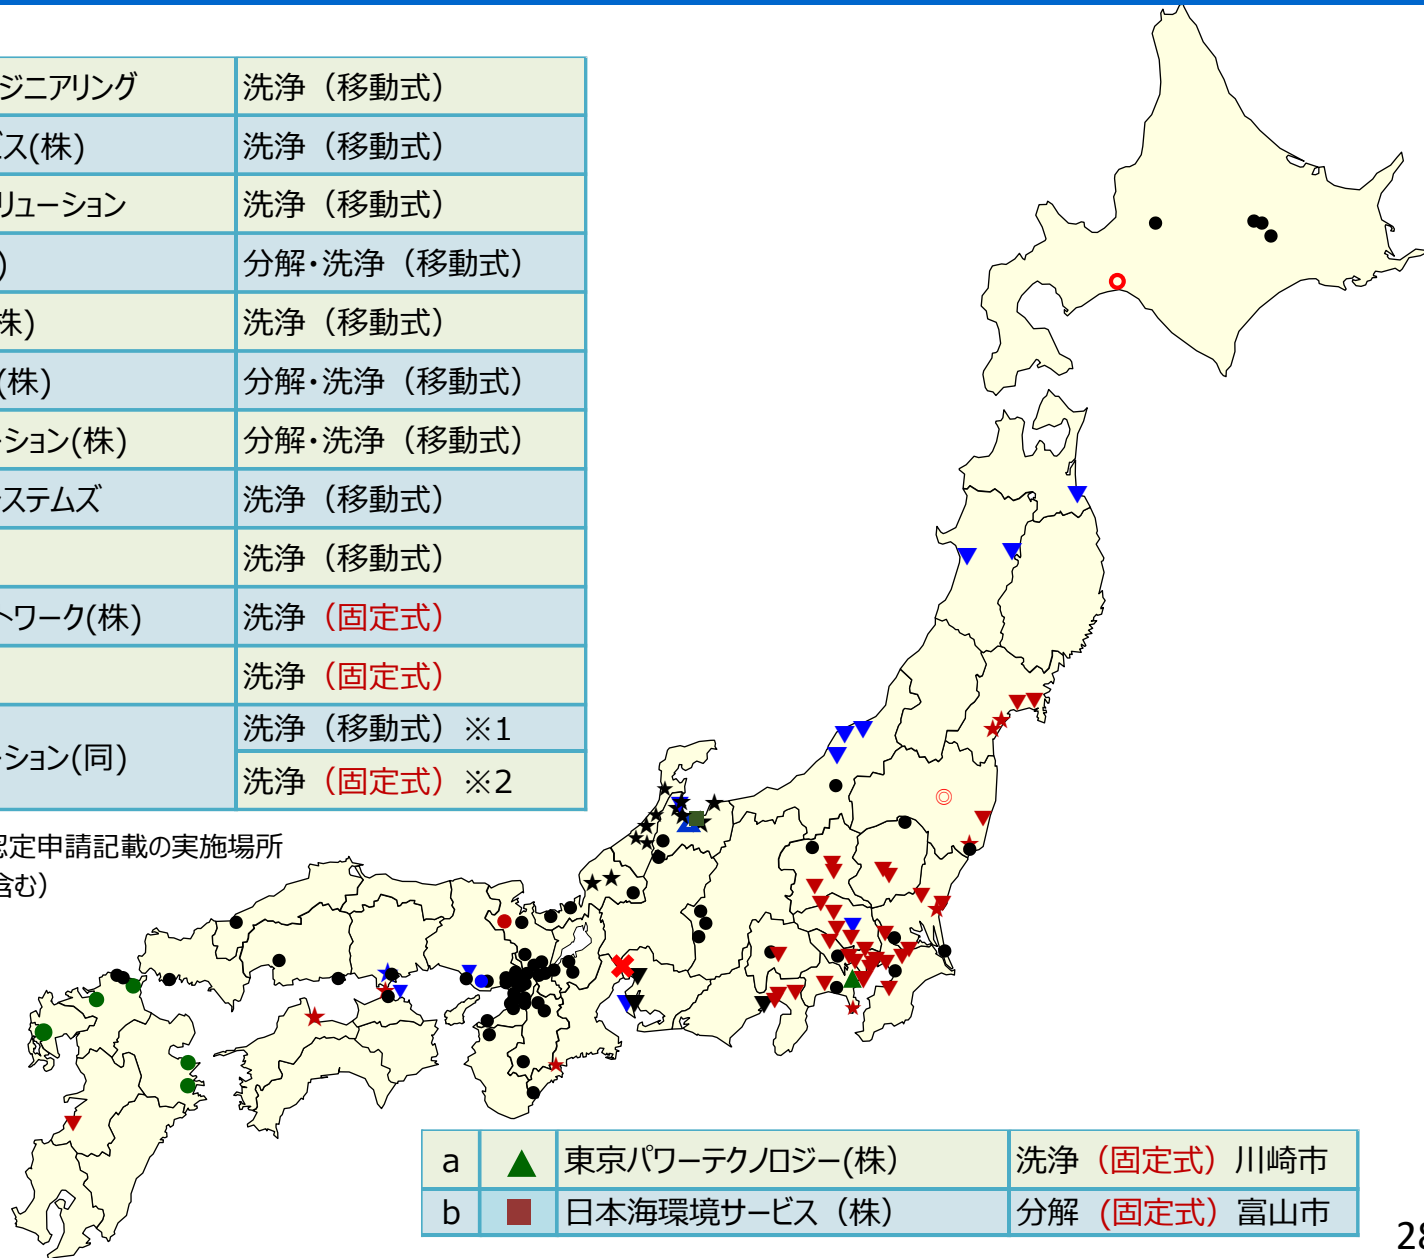 ジニアリング 洗浄（移動式）
ビス(株) 洗浄（移動式）
リューション 洗浄（移動式）
) 分解・洗浄（移動式）
株) 洗浄（移動式）
(株) 分解・洗浄（移動式）
ーション(株) 分解・洗浄（移動式）
システムズ 洗浄（移動式）
洗浄（移動式）
トワーク(株) 洗浄（固定式）
洗浄（固定式）
ーション(同) 洗浄（移動式）※1
洗浄（固定式）※2
認定申請記載の実施場所
含む）
a ▲ 東京パワーテクノロジー(株） 洗浄（固定式）川崎市
b ■ 日本海環境サービス（株） 分解 (固定式）富山市
28